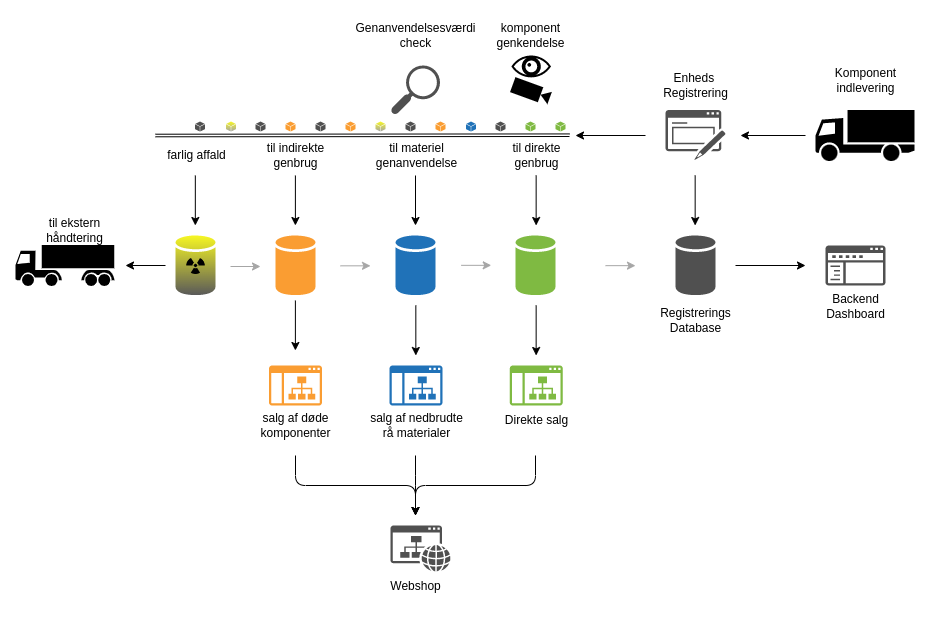 Genanvendelsesværdi
check
komponent
genkendelse
Enheds
Registrering
Komponent
indlevering
farlig affald
til indirekte
genbrug
til materiel
genanvendelse
til direkte
genbrug
til ekstern
håndtering
Registrerings
Database
Backend
Dashboard
salg af døde
komponenter
salg af nedbrudte
rå materialer
Direkte salg
Webshop